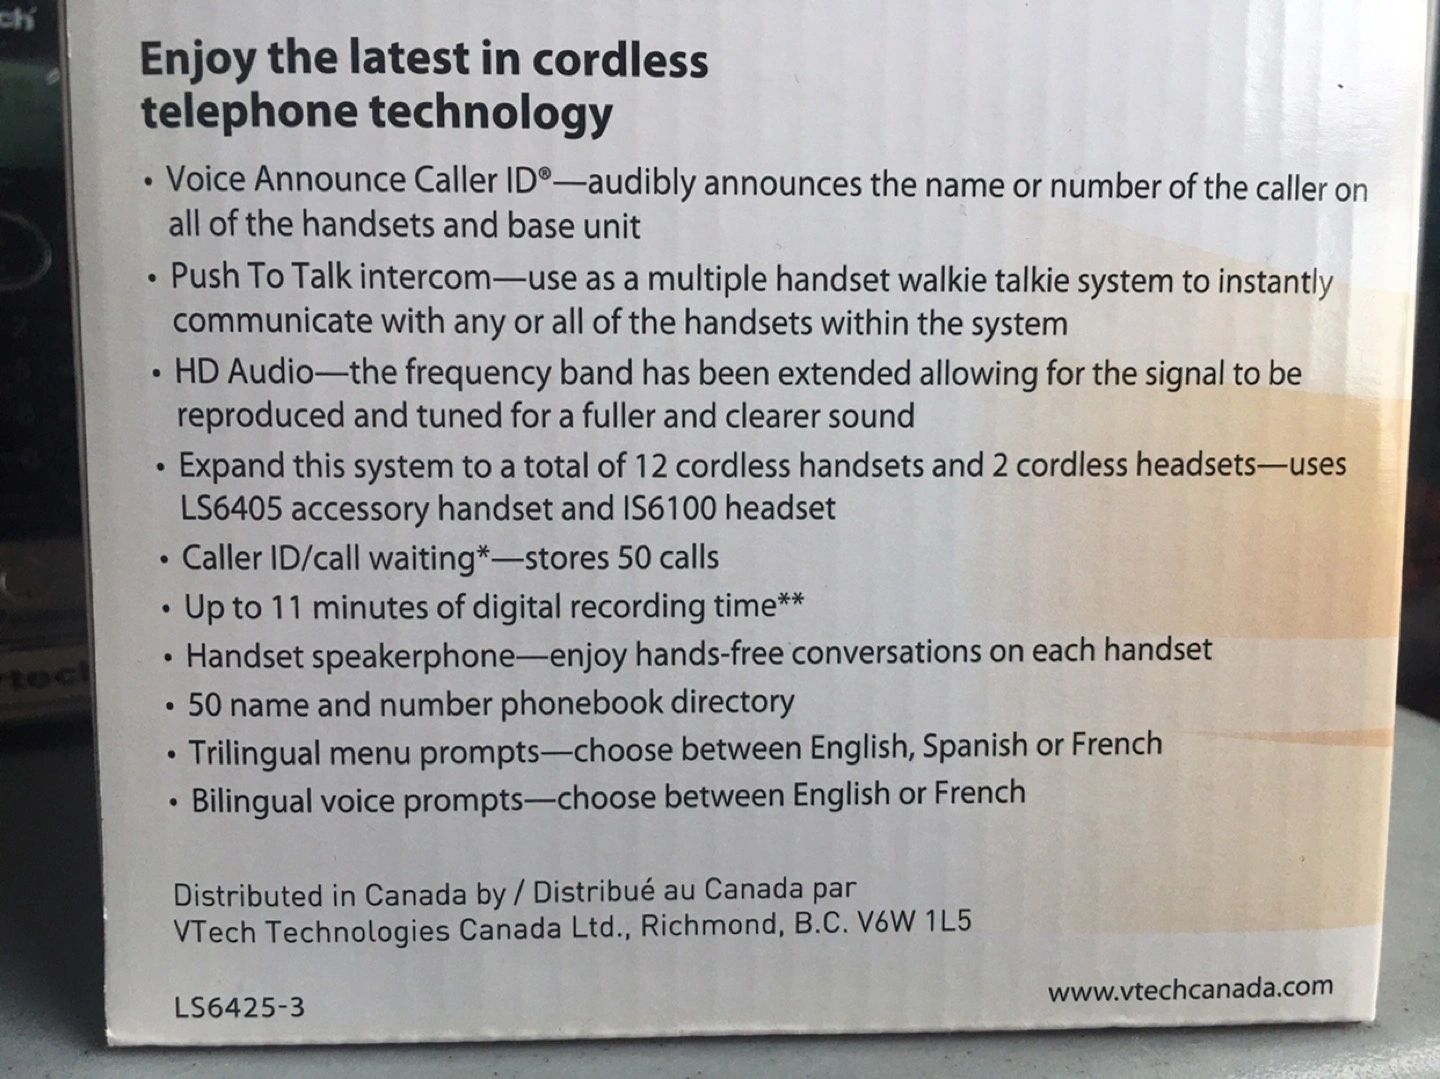 Enjoy the latest in cordless
telephone technology
• Voice Announce Caller ID®—audibly announces the name or number of the caller on
all of the handsets and base unit
• Push To Talk intercom—use as a multiple handset walkie talkie system to instantly
communicate with any or all of the handsets within the system
• HD Audio—the frequency band has been extended allowing for the signal to be
reproduced and tuned for a fuller and clearer sound
• Expand this system to a total of 12 cordless handsets and 2 cordless headsets—uses
LS6405 accessory handset and IS6100 headset
• Caller ID/call waiting*—stores 50 calls
• Up to 11 minutes of digital recording time**
• Handset speakerphone—enjoy hands-free conversations on each handset
• 50 name and number phonebook directory
• Trilingual menu prompts—choose between English, Spanish or French
• Bilingual voice prompts—choose between English or French
Distributed in Canada by / Distribué au Canada par
VTech Technologies Canada Ltd., Richmond, B.C. V6W 1L5
www.vtechcanada.com
LS6425-3